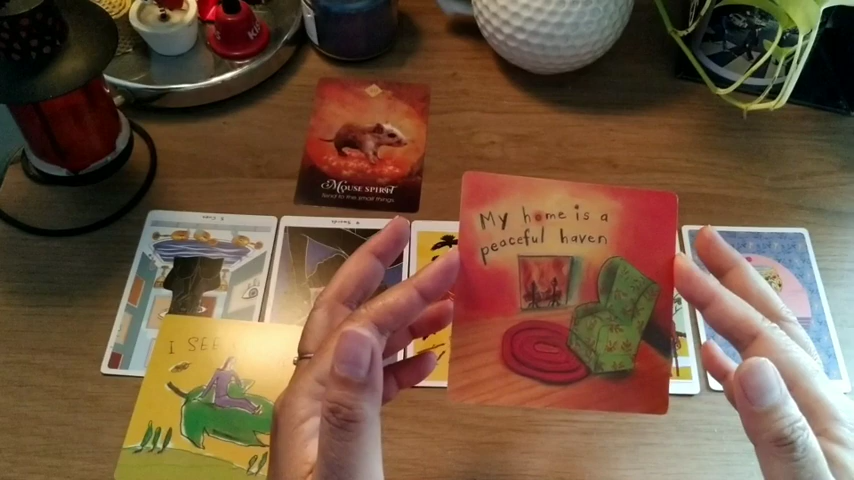 MOUSE SPIRIT
Tend to the small things
My home is a
peaceful haven
I SEE